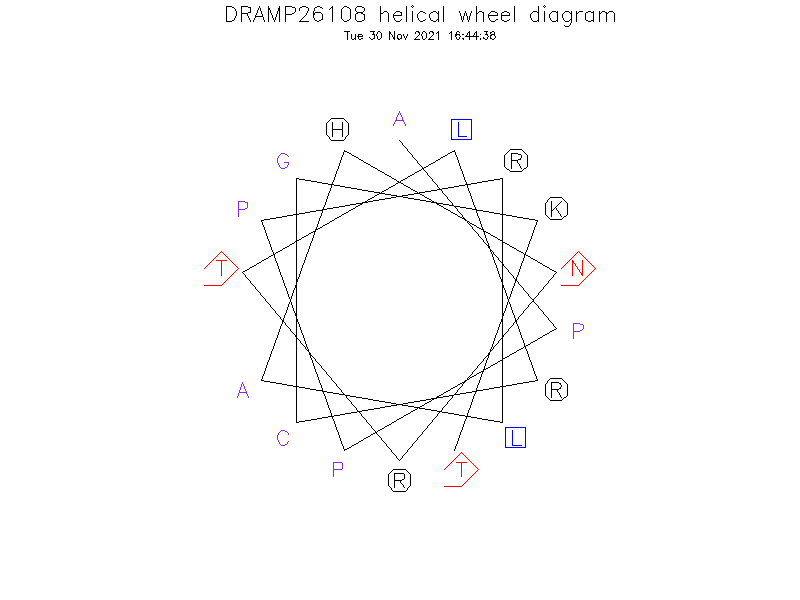 DRAMP26108 helical wheel diagram
Tue 30 Nov 2021 16:44:38
A
H
L
G
R
P
K
T
N
P
A
R
C
L
P
T
R